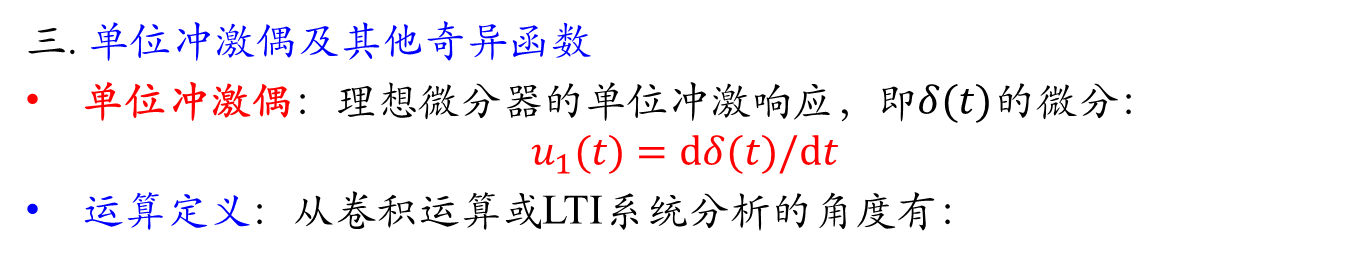 三. 单位冲激偶及其他奇异函数
• 单位冲激偶：理想微分器的单位冲激响应，即δ(t)的微分：
u₁(t) = dδ(t)/dt
• 运算定义：从卷积运算或LTI系统分析的角度有：